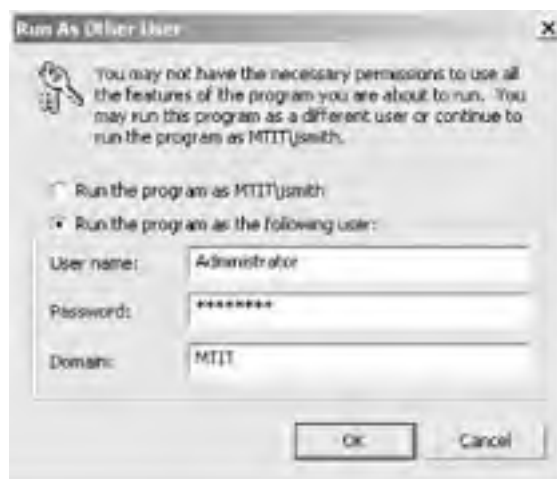 Run As Other User
You may not have the necessary permissions to use all
the features of the program you are about to run. You
may run this program as a different user or continue to
run the program as MTIT\jsmith.
Run the program as MTIT\jsmith
Run the program as the following user:
User name: Administrator
Password: ********
Domain: MTIT
OK Cancel